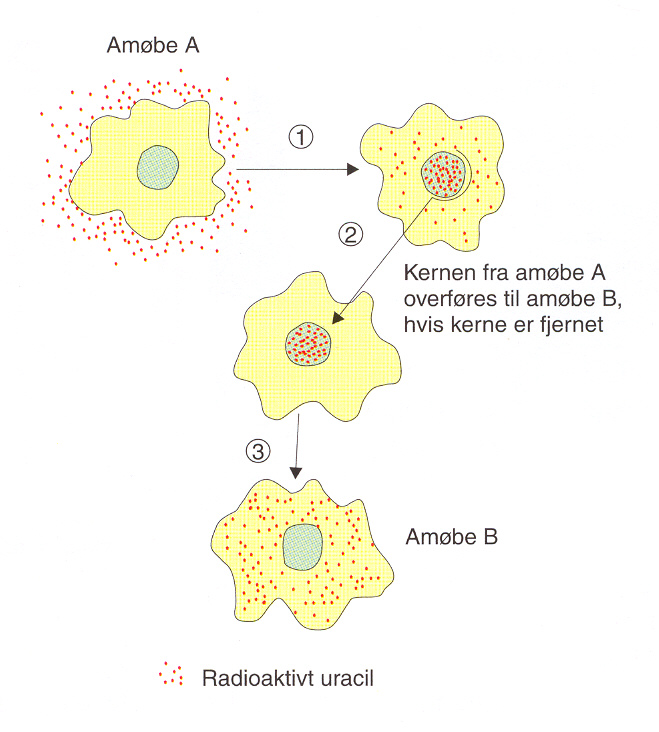 Amøbe A
1
2
Kernen fra amøbe A
overføres til amøbe B,
hvis kerne er fjernet
3
Amøbe B
Radioaktivt uracil